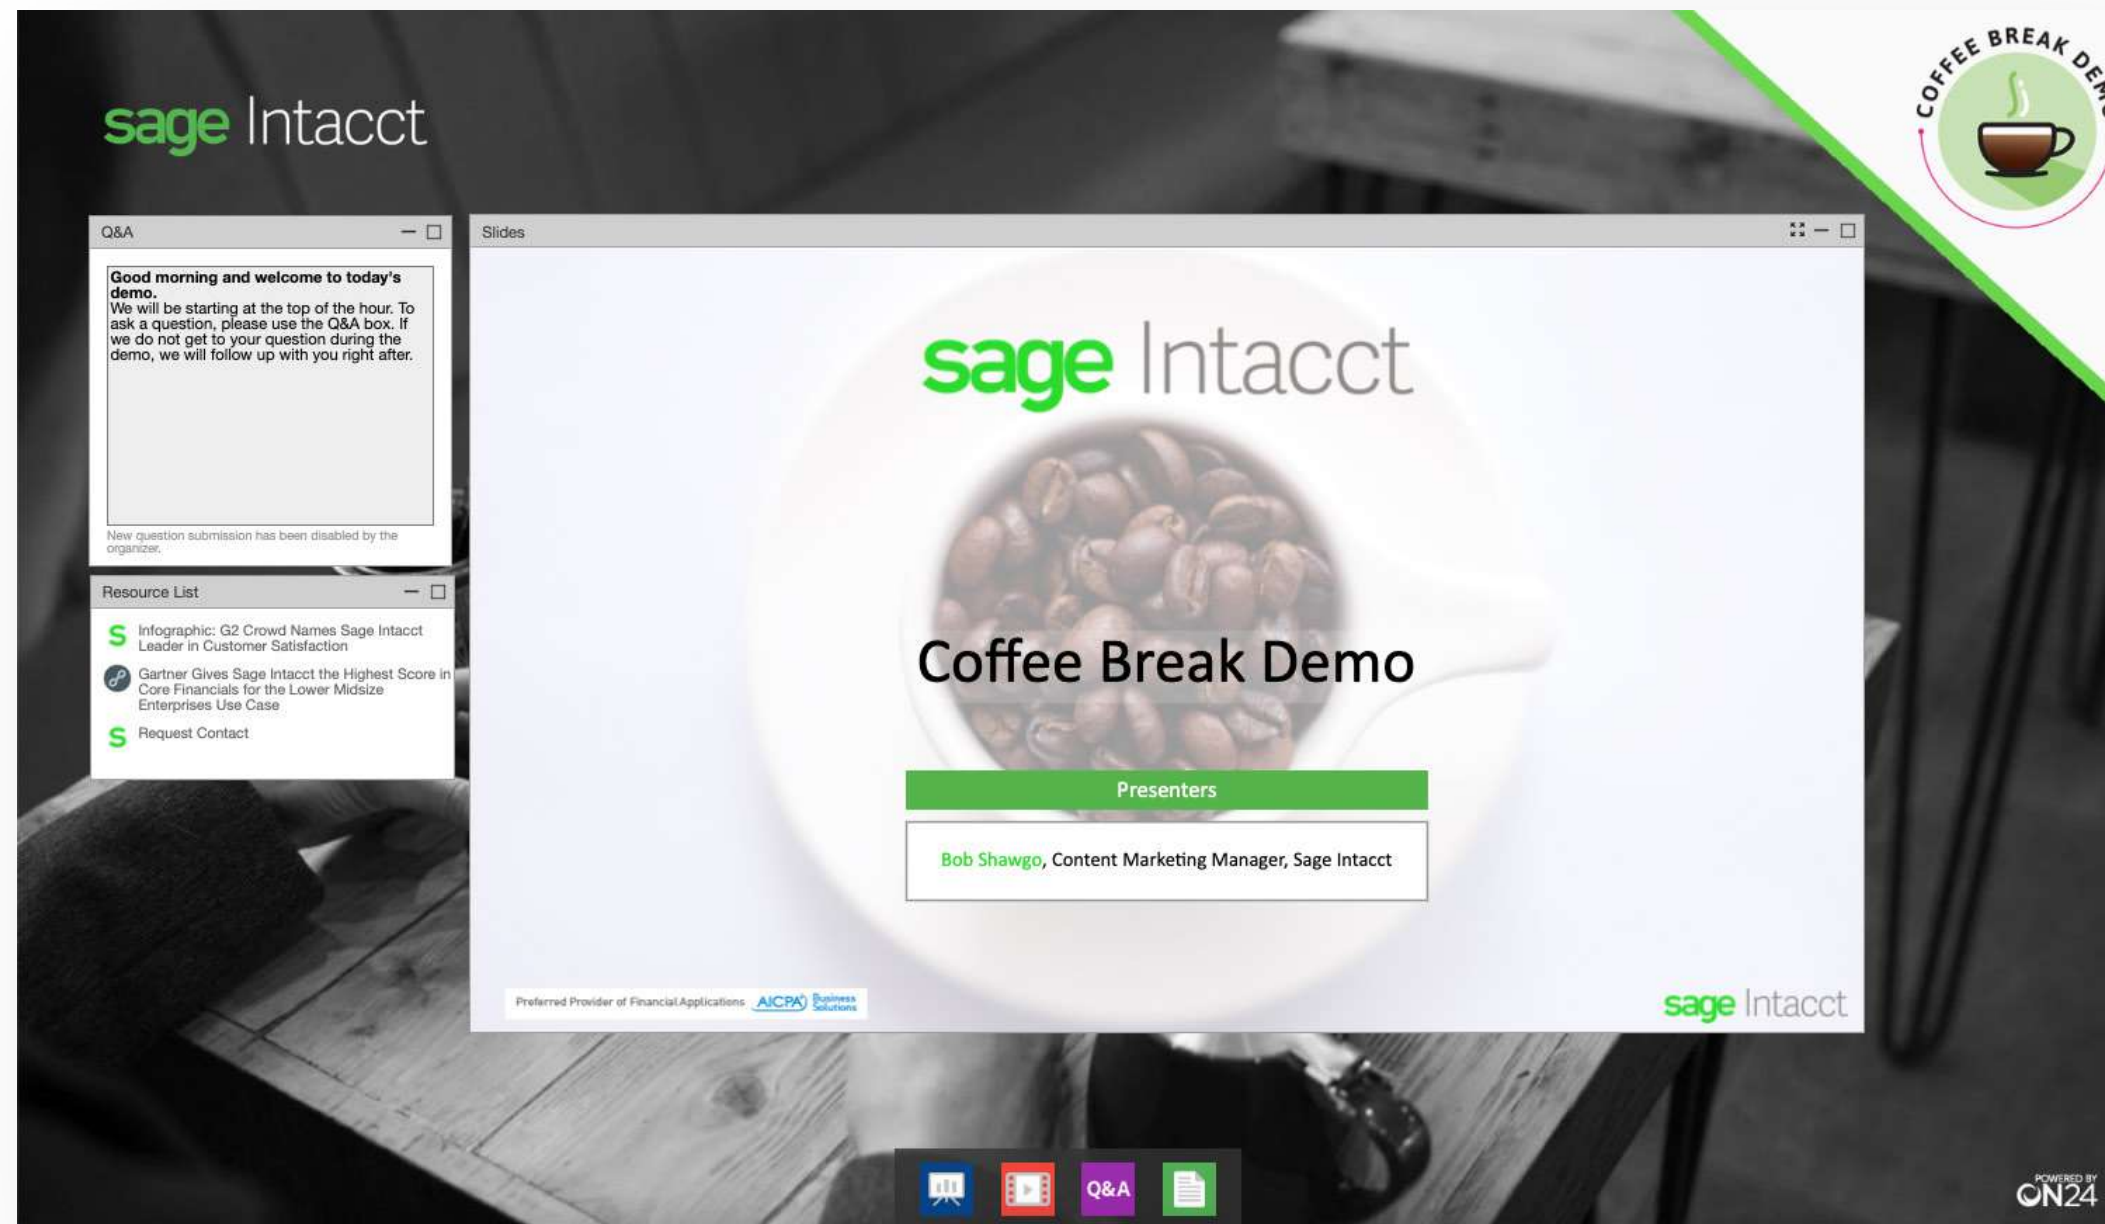 sage Intacct
COFFEE BREAK DEMO
Q&A
Good morning and welcome to today's
demo.
We will be starting at the top of the hour. To
ask a question, please use the Q&A box. If
we do not get to your question during the
demo, we will follow up with you right after.
New question submission has been disabled by the
organizer.
Resource List
Infographic: G2 Crowd Names Sage Intacct
Leader in Customer Satisfaction
Gartner Gives Sage Intacct the Highest Score in
Core Financials for the Lower Midsize
Enterprises Use Case
Request Contact
Slides
sage Intacct
Coffee Break Demo
Presenters
Bob Shawgo, Content Marketing Manager, Sage Intacct
Preferred Provider of Financial Applications AICPA Business
Solutions
sage Intacct
Q&A
POWERED BY
ON24